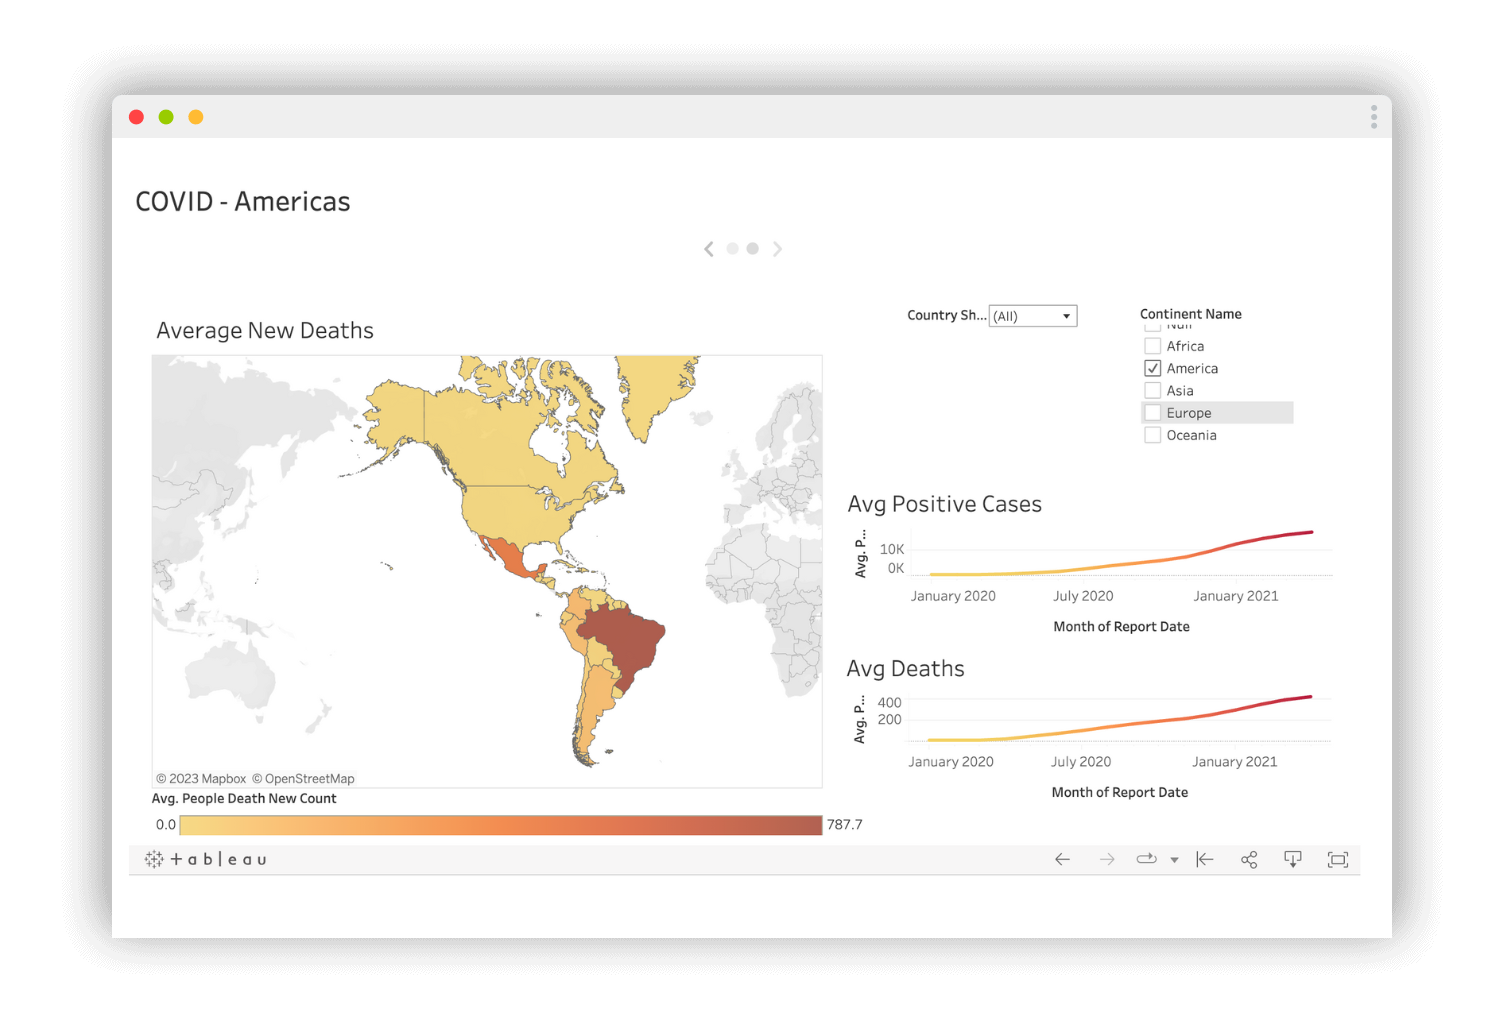 COVID - Americas
Average New Deaths
Country Sh... (All)
Continent Name
Null
Africa
America
Asia
Europe
Oceania
© 2023 Mapbox © OpenStreetMap
Avg. People Death New Count
0.0
787.7
Avg Positive Cases
Avg. P...
10K
0K
January 2020
July 2020
January 2021
Month of Report Date
Avg Deaths
Avg. P...
400
200
January 2020
July 2020
January 2021
Month of Report Date
+ableau